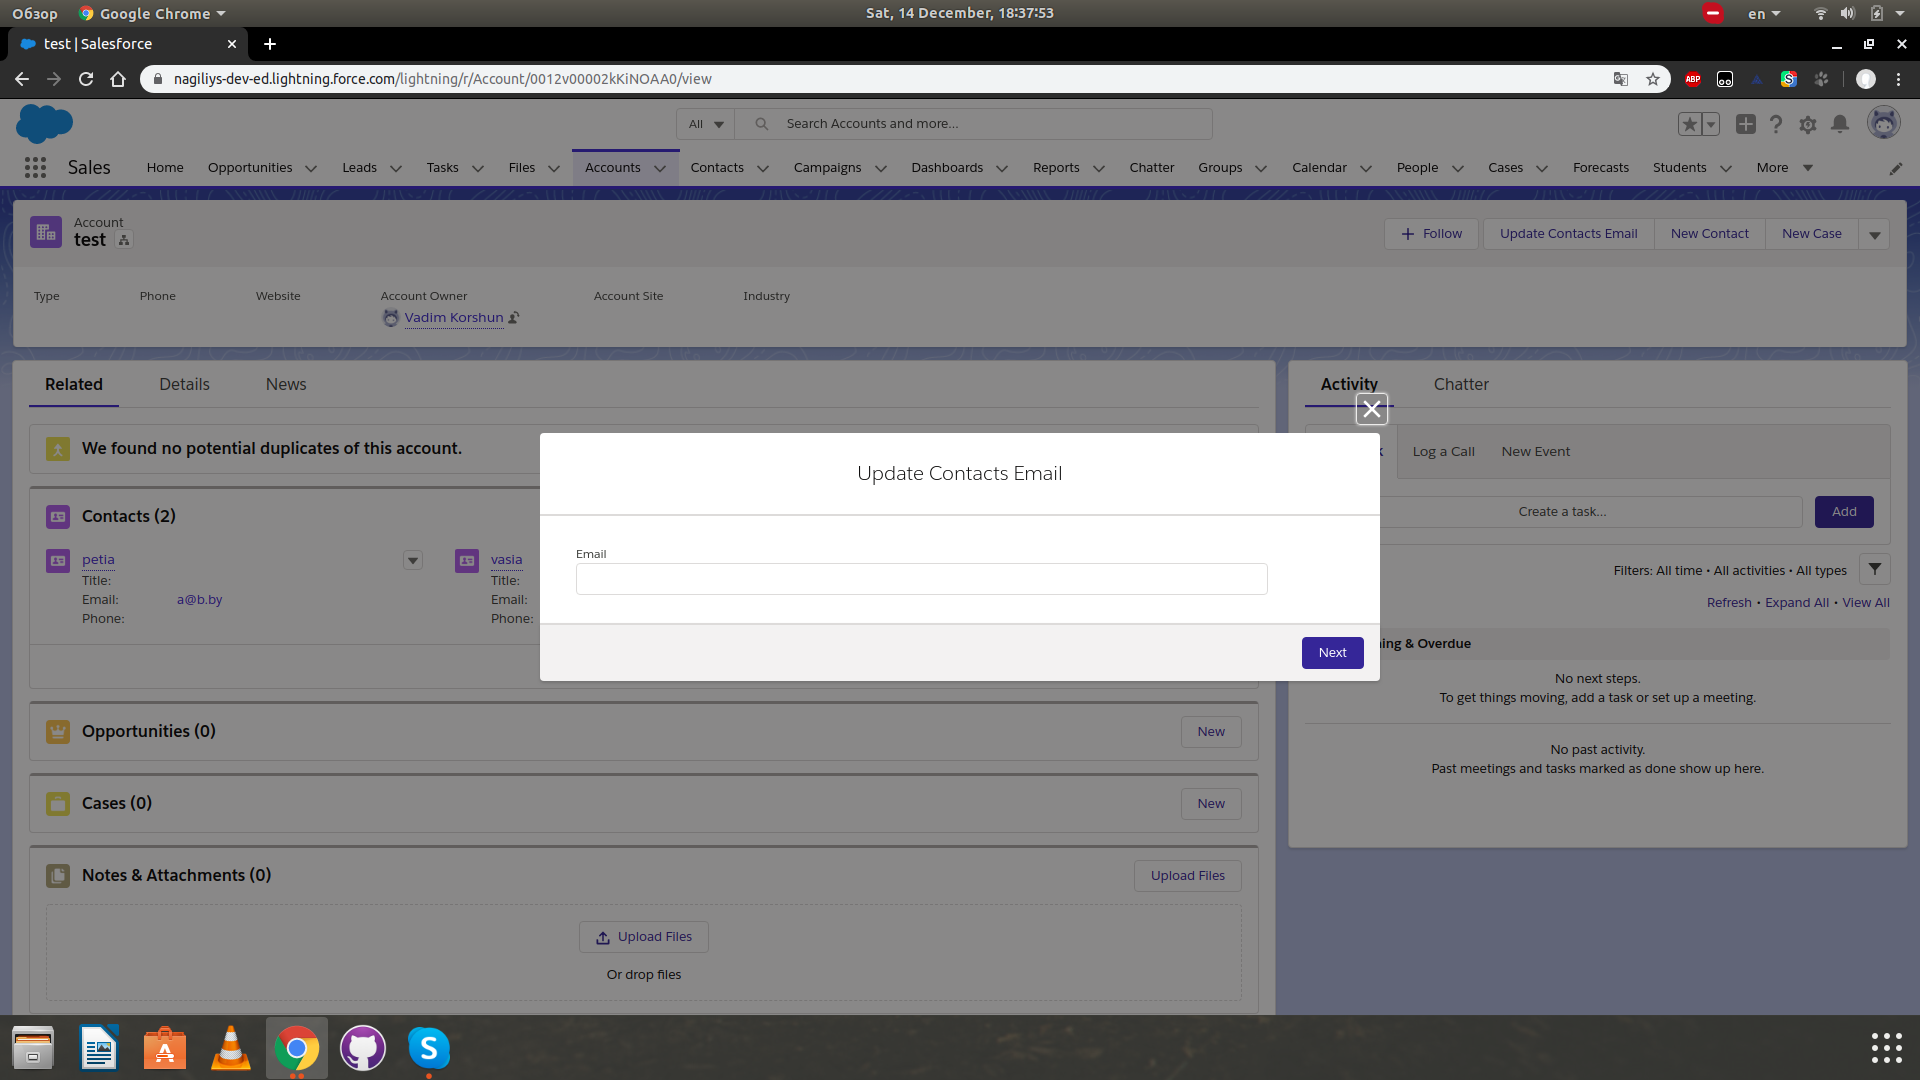 Обзор Google Chrome Sat, 14 December, 18:37:53 en
test | Salesforce
nagiliys-dev-ed.lightning.force.com/lightning/r/Account/0012v00002kKiNOAA0/view ABP
All Search Accounts and more...
Sales Home Opportunities Leads Tasks Files Accounts Contacts Campaigns Dashboards Reports Chatter Groups Calendar People Cases Forecasts Students More
Account
test
+ Follow Update Contacts Email New Contact New Case
Type Phone Website Account Owner Account Site Industry
Vadim Korshun
Related Details News
We found no potential duplicates of this account.
Contacts (2)
petia
Title:
Email: a@b.by
Phone:
vasia
Title:
Email:
Phone:
Opportunities (0) New
Cases (0) New
Notes & Attachments (0) Upload Files
Upload Files
Or drop files
Update Contacts Email
Email
Next
Activity Chatter
Log a Call New Event
Create a task... Add
Filters: All time • All activities • All types
Refresh • Expand All • View All
ing & Overdue
No next steps.
To get things moving, add a task or set up a meeting.
No past activity.
Past meetings and tasks marked as done show up here.